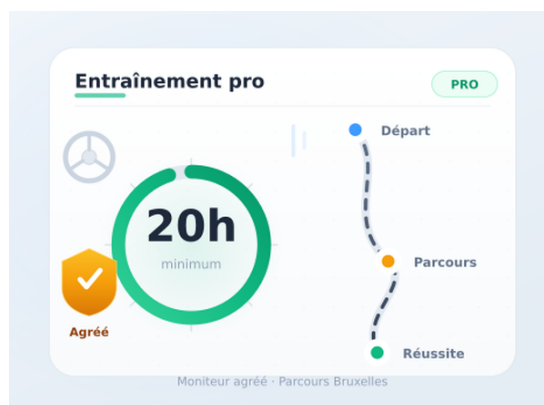 Entraînement pro
PRO
Départ
20h
minimum
Parcours
Agréé
Réussite
Moniteur agréé · Parcours Bruxelles